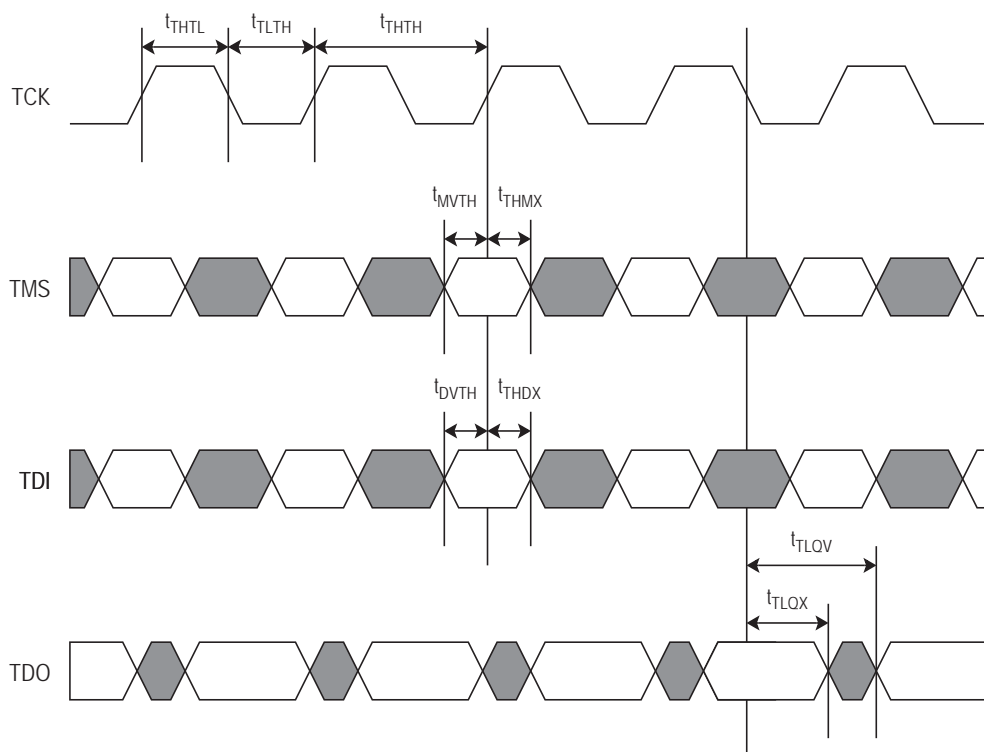 tTHTL tTLTH tTHTH
TCK
tMVTH tTHMX
TMS
tDVTH tTHDX
TDI
tTLQV
tTLQX
TDO